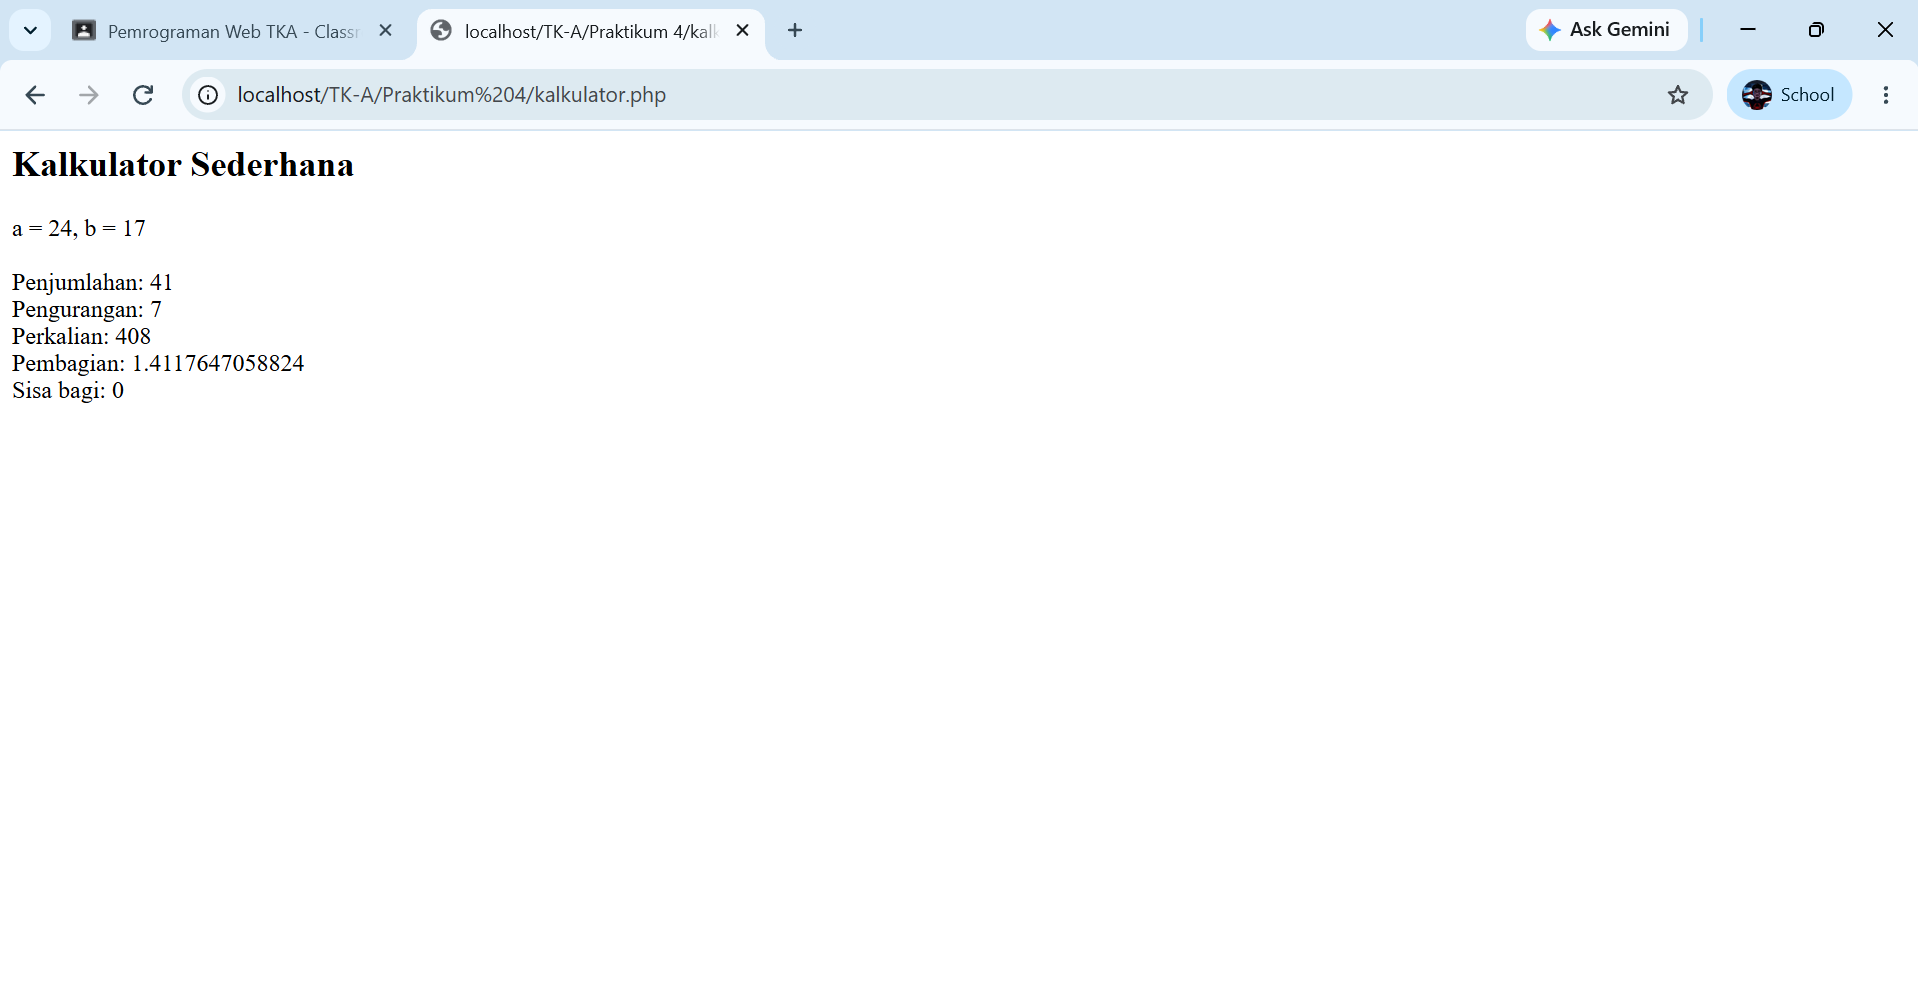 Pemrograman Web TKA - Classr
localhost/TK-A/Praktikum 4/kalk
Ask Gemini
localhost/TK-A/Praktikum%204/kalkulator.php
School
Kalkulator Sederhana
a = 24, b = 17
Penjumlahan: 41
Pengurangan: 7
Perkalian: 408
Pembagian: 1.4117647058824
Sisa bagi: 0